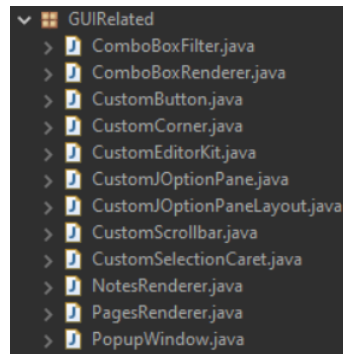 GUIRelated
ComboBoxFilter.java
ComboBoxRenderer.java
CustomButton.java
CustomCorner.java
CustomEditorKit.java
CustomJOptionPane.java
CustomJOptionPaneLayout.java
CustomScrollbar.java
CustomSelectionCaret.java
NotesRenderer.java
PagesRenderer.java
PopupWindow.java